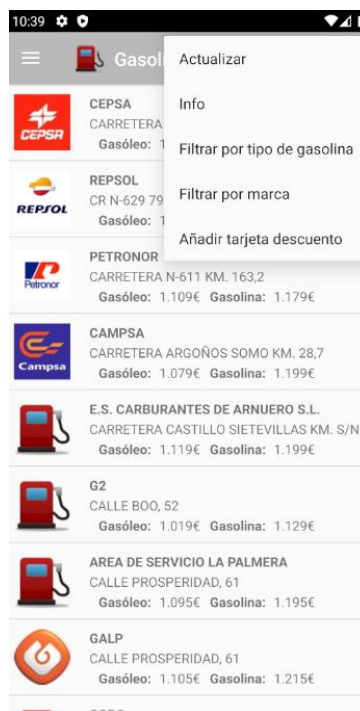 10:39
Gasoli
Actualizar
Info
Filtrar por tipo de gasolina
Filtrar por marca
Añadir tarjeta descuento
CEPSA
CEPSA
CARRETERA
Gasóleo: 1
REPSOL
REPSOL
CR N-629 79
Gasóleo: 1
Petronor
PETRONOR
CARRETERA N-611 KM. 163,2
Gasóleo: 1.109€ Gasolina: 1.179€
Campsa
CAMPSA
CARRETERA ARGOÑOS SOMO KM. 28,7
Gasóleo: 1.079€ Gasolina: 1.199€
E.S. CARBURANTES DE ARNUERO S.L.
CARRETERA CASTILLO SIETEVILLAS KM. S/N
Gasóleo: 1.119€ Gasolina: 1.199€
G2
CALLE BOO, 52
Gasóleo: 1.019€ Gasolina: 1.129€
AREA DE SERVICIO LA PALMERA
CALLE PROSPERIDAD, 61
Gasóleo: 1.095€ Gasolina: 1.195€
GALP
CALLE PROSPERIDAD, 61
Gasóleo: 1.105€ Gasolina: 1.215€